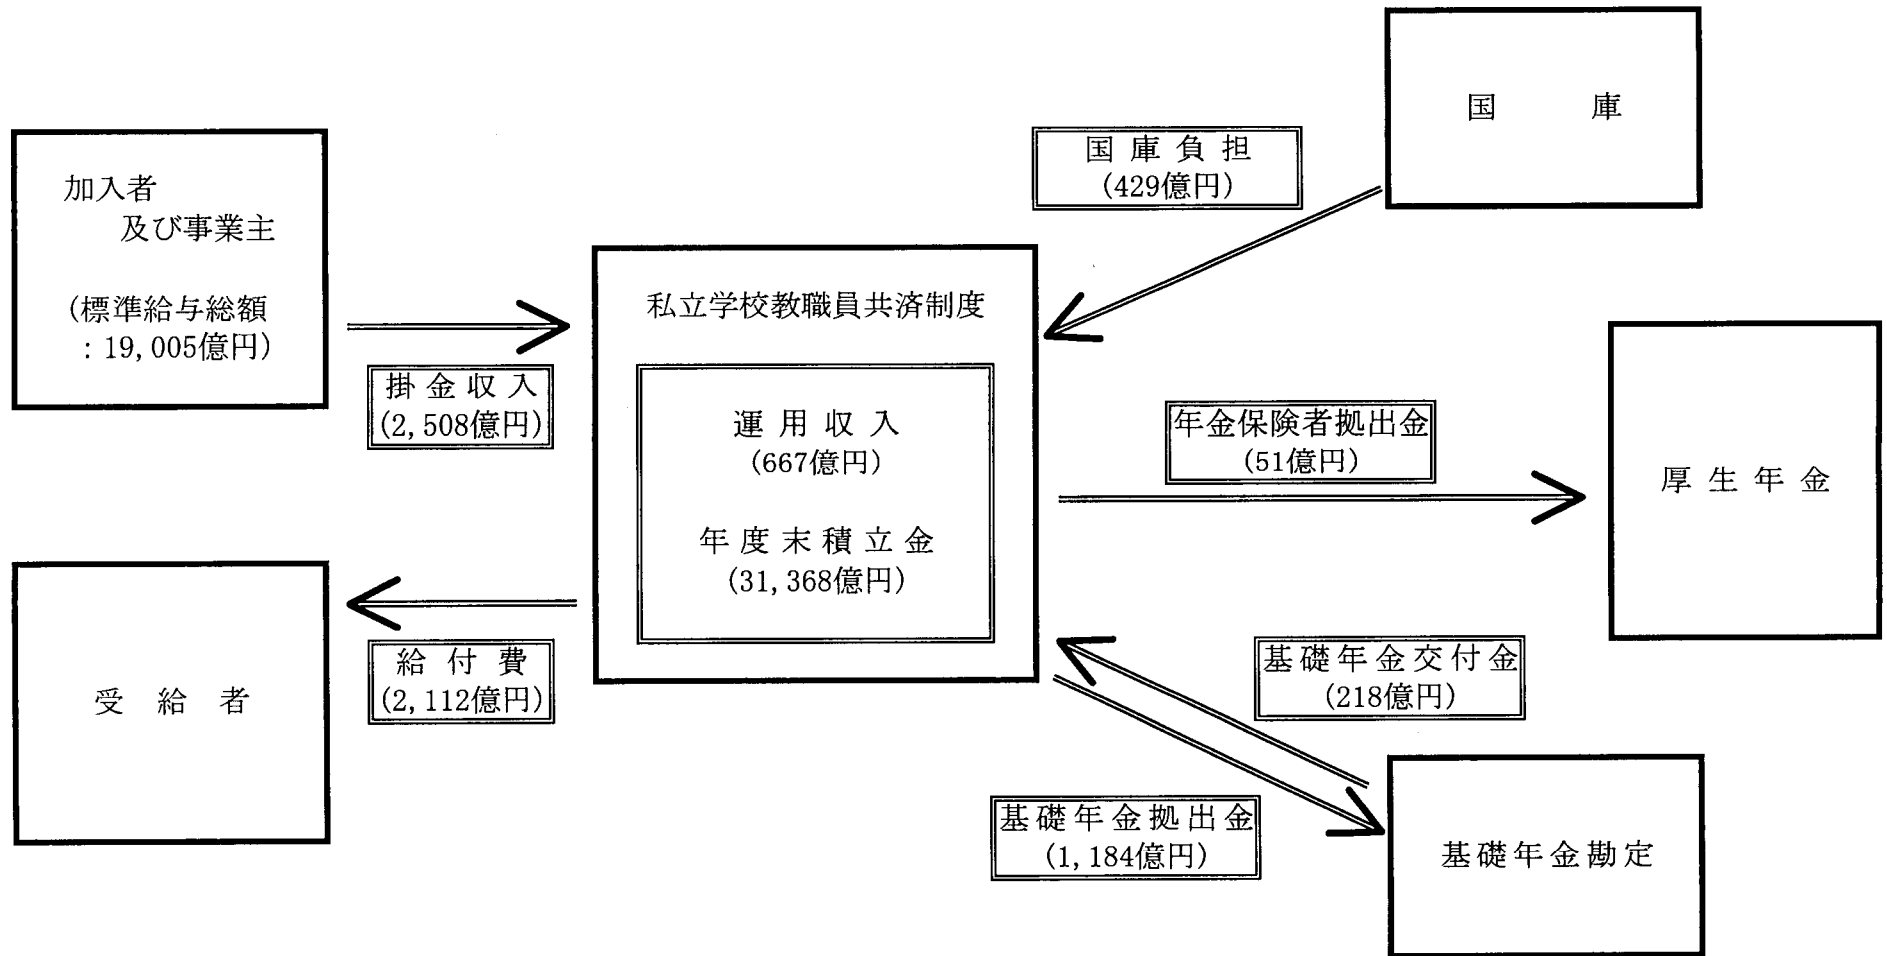 加入者
及び事業主
(標準給与総額
: 19,005億円)
掛金収入
(2,508億円)
受給者
給付費
(2,112億円)
私立学校教職員共済制度
運用収入
(667億円)
年度末積立金
(31,368億円)
国庫
国庫負担
(429億円)
年金保険者拠出金
(51億円)
厚生年金
基礎年金交付金
(218億円)
基礎年金拠出金
(1,184億円)
基礎年金勘定